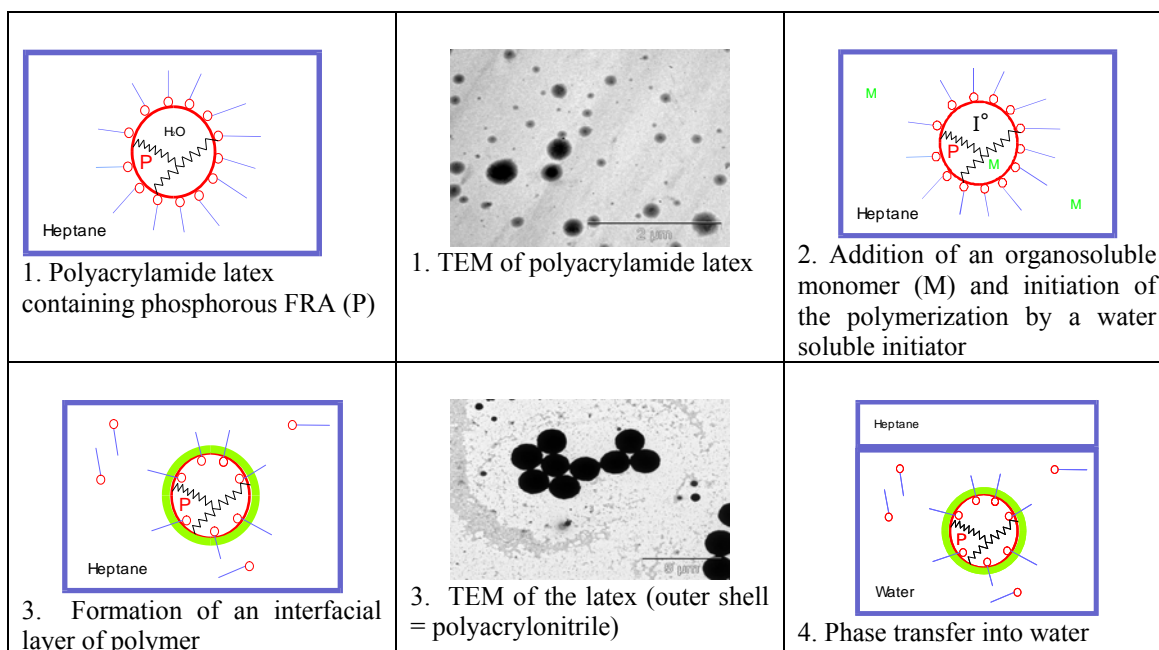 H₂O
P
Heptane
1. Polyacrylamide latex
containing phosphorous FRA (P)
2 µm
1. TEM of polyacrylamide latex
M
I°
P
M
M
Heptane
2. Addition of an organosoluble
monomer (M) and initiation of
the polymerization by a water
soluble initiator
P
Heptane
3. Formation of an interfacial
layer of polymer
µm
3. TEM of the latex (outer shell
= polyacrylonitrile)
Heptane
P
Water
4. Phase transfer into water